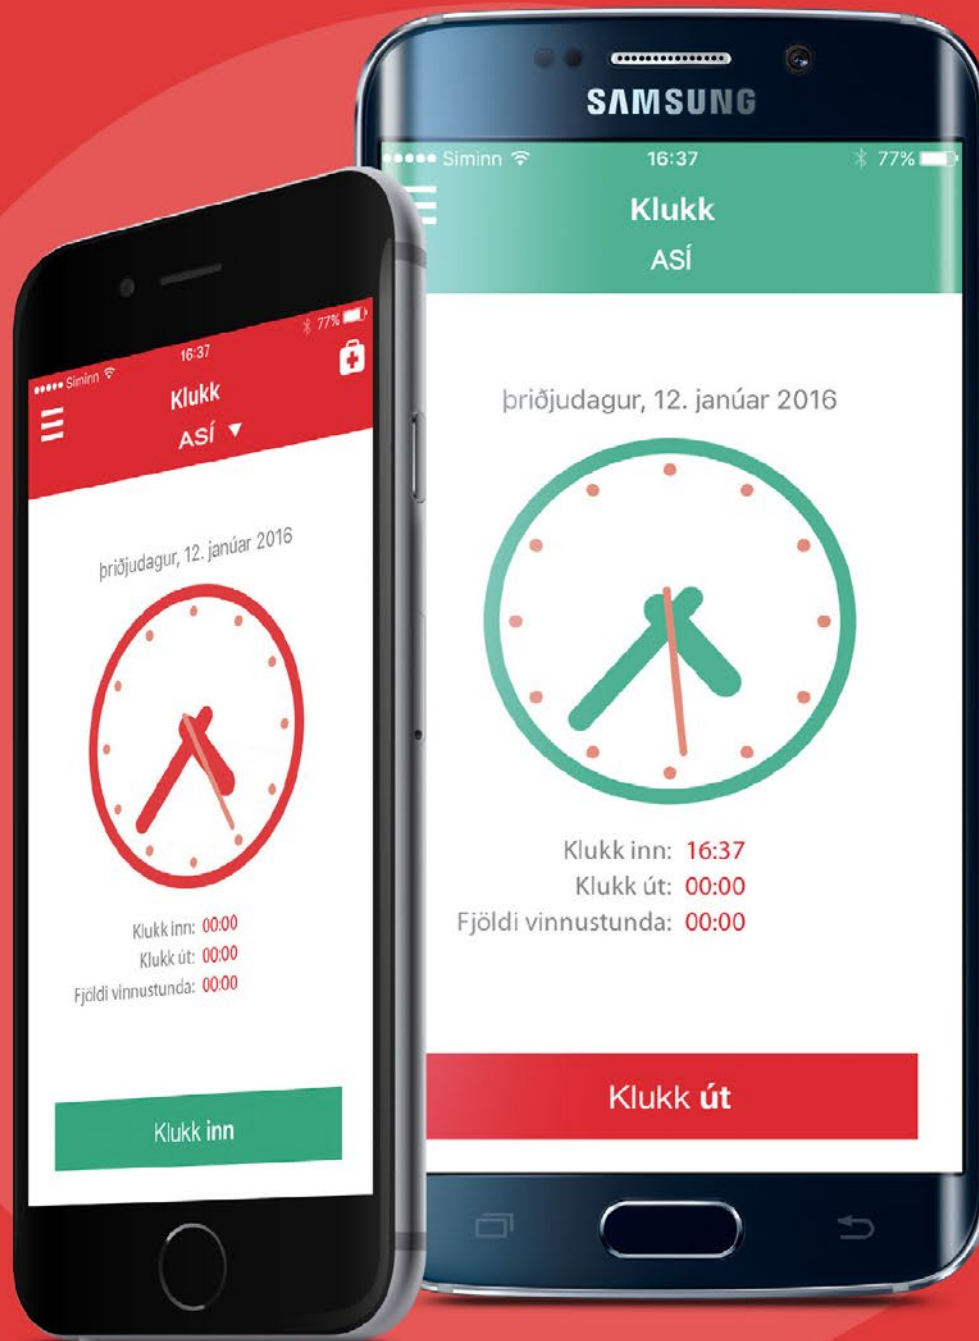 Siminn
16:37
77%
Klukk
ASÍ
þriðjudagur, 12. janúar 2016
Klukk inn: 00:00
Klukk út: 00:00
Fjöldi vinnustunda: 00:00
Klukk inn
SAMSUNG
Siminn
16:37
77%
Klukk
ASÍ
þriðjudagur, 12. janúar 2016
Klukk inn: 16:37
Klukk út: 00:00
Fjöldi vinnustunda: 00:00
Klukk út